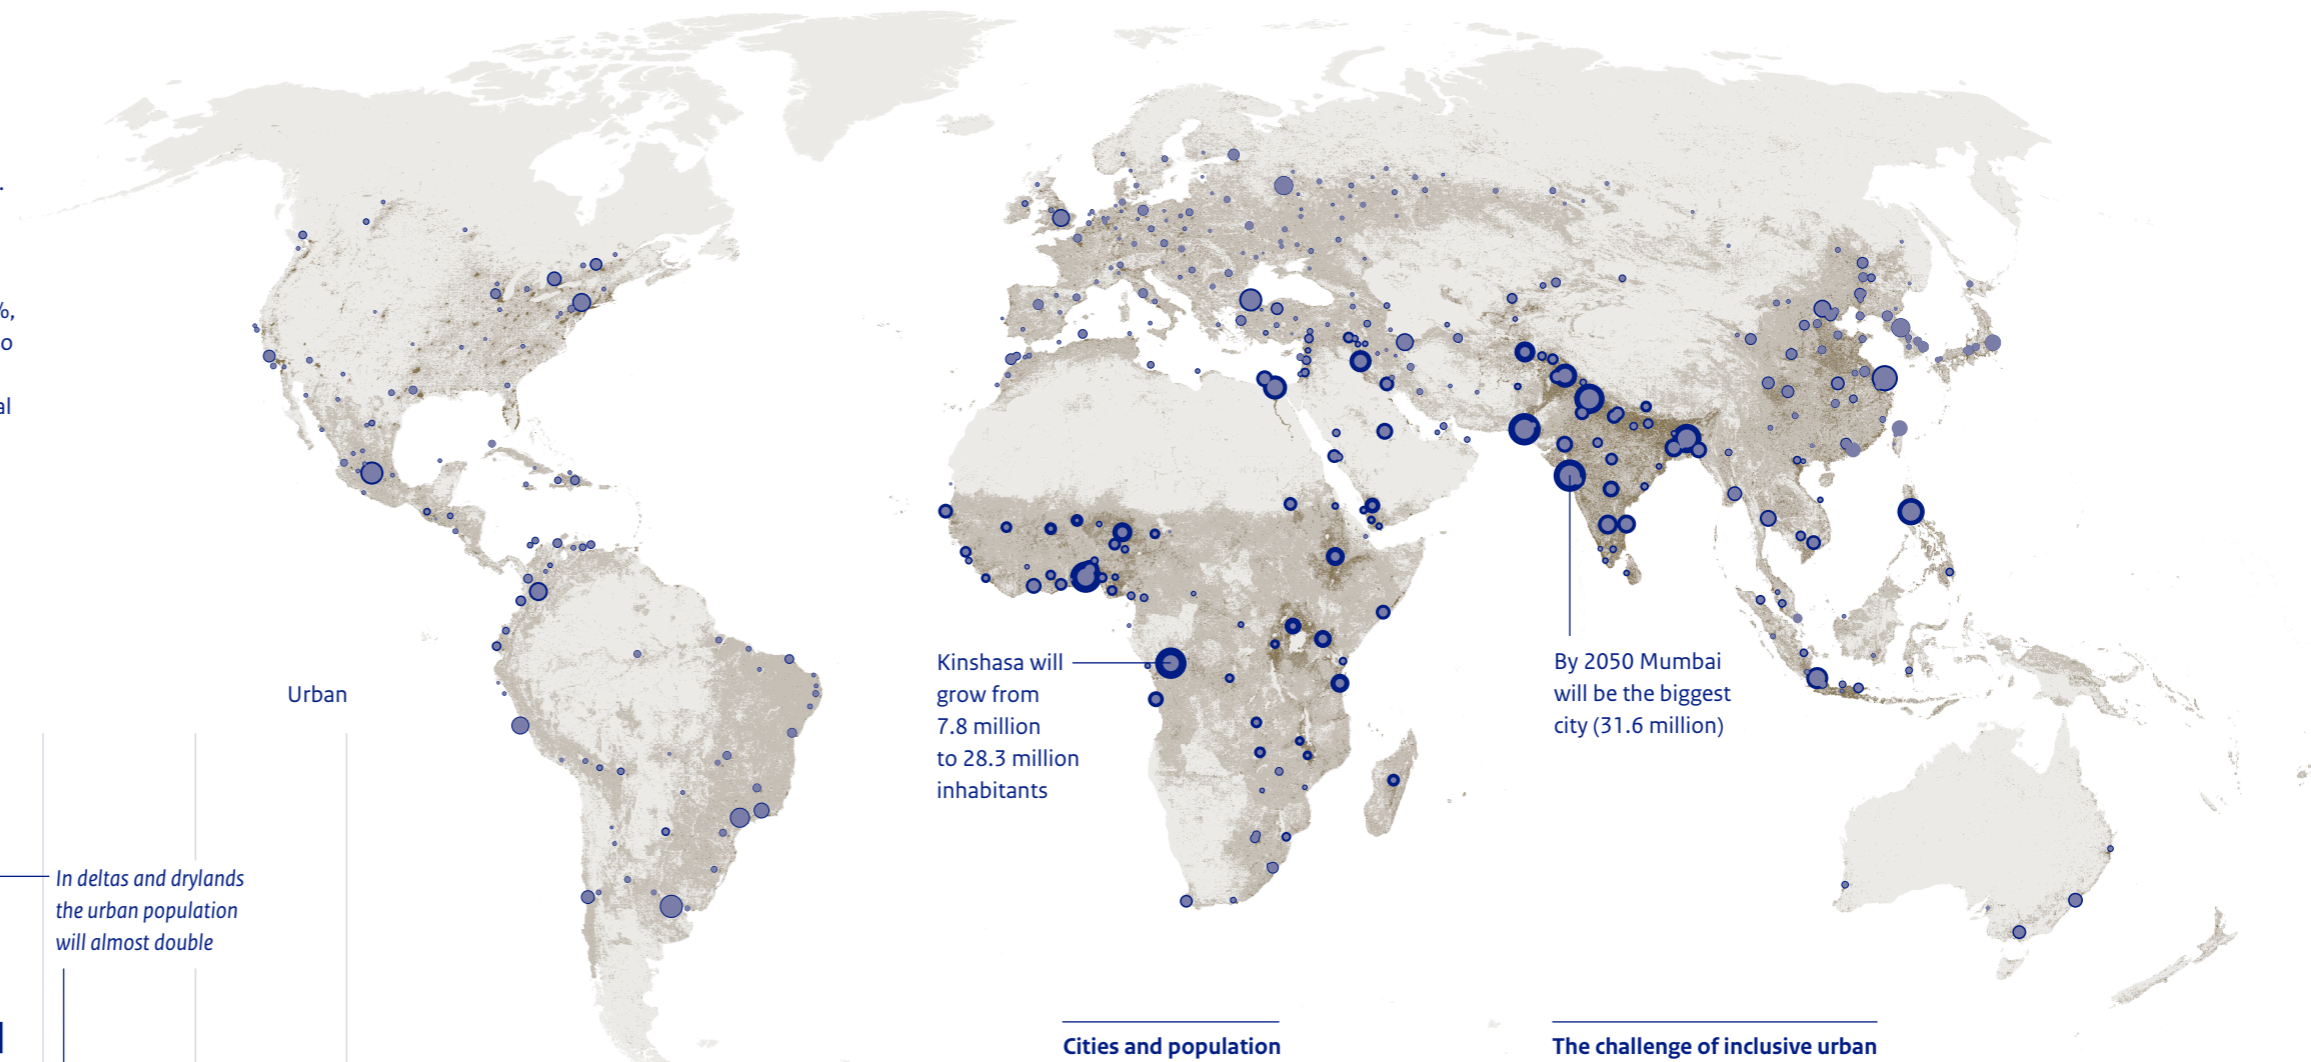 %,
o
al
Urban
In deltas and drylands
the urban population
will almost double
Kinshasa will
grow from
7.8 million
to 28.3 million
inhabitants
By 2050 Mumbai
will be the biggest
city (31.6 million)
Cities and population
The challenge of inclusive urban